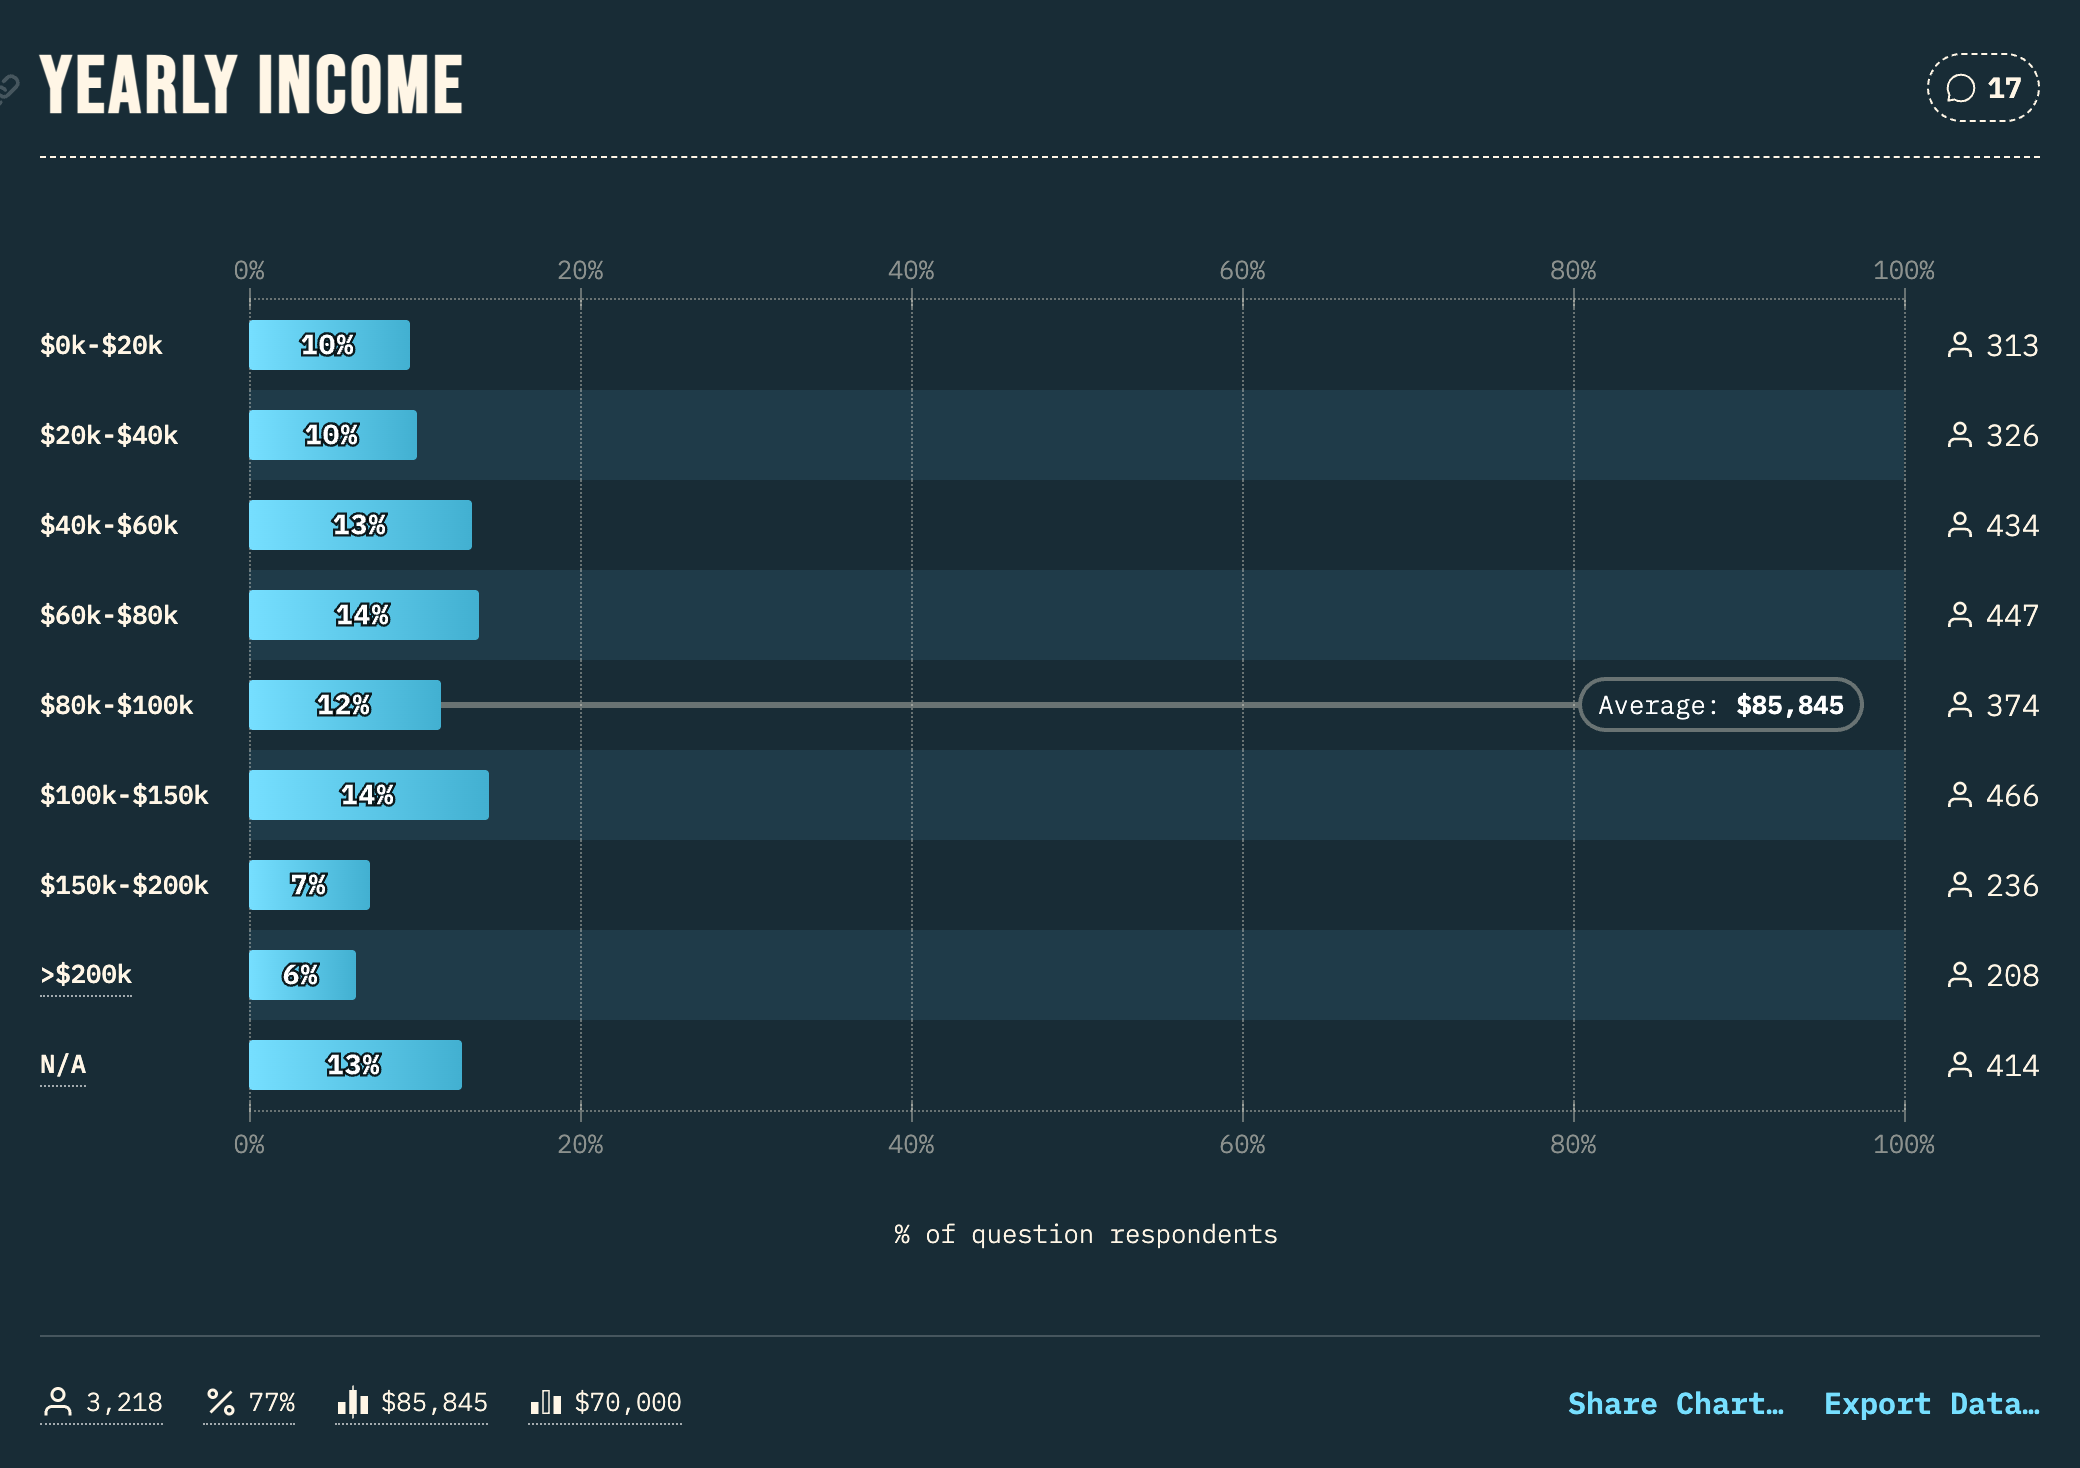 YEARLY INCOME
17
0% 20% 40% 60% 80% 100%
$0k-$20k 10% 313
$20k-$40k 10% 326
$40k-$60k 13% 434
$60k-$80k 14% 447
$80k-$100k 12% Average: $85,845 374
$100k-$150k 14% 466
$150k-$200k 7% 236
>$200k 6% 208
N/A 13% 414
0% 20% 40% 60% 80% 100%
% of question respondents
3,218 77% $85,845 $70,000 Share Chart… Export Data…